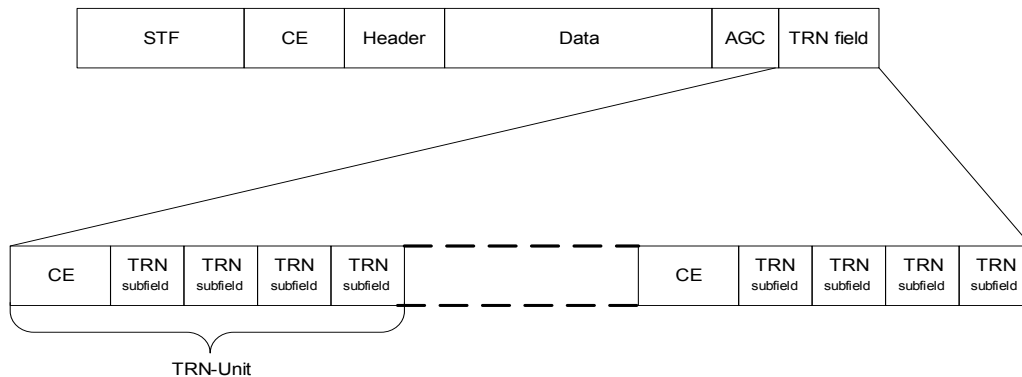 STF CE Header Data AGC TRN field
CE TRN subfield TRN subfield TRN subfield TRN subfield CE TRN subfield TRN subfield TRN subfield TRN subfield
TRN-Unit